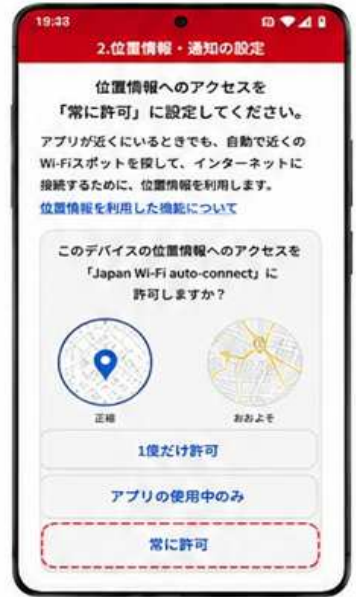 19:33
2.位置情報・通知の設定
位置情報へのアクセスを
「常に許可」に設定してください。
アプリが近くにいるときでも、自動で近くの
Wi-Fiスポットを探して、インターネットに
接続するために、位置情報を利用します。
位置情報を利用した機能について
このデバイスの位置情報へのアクセスを
「Japan Wi-Fi auto-connect」に
許可しますか？
正確 おおよそ
1度だけ許可
アプリの使用中のみ
常に許可